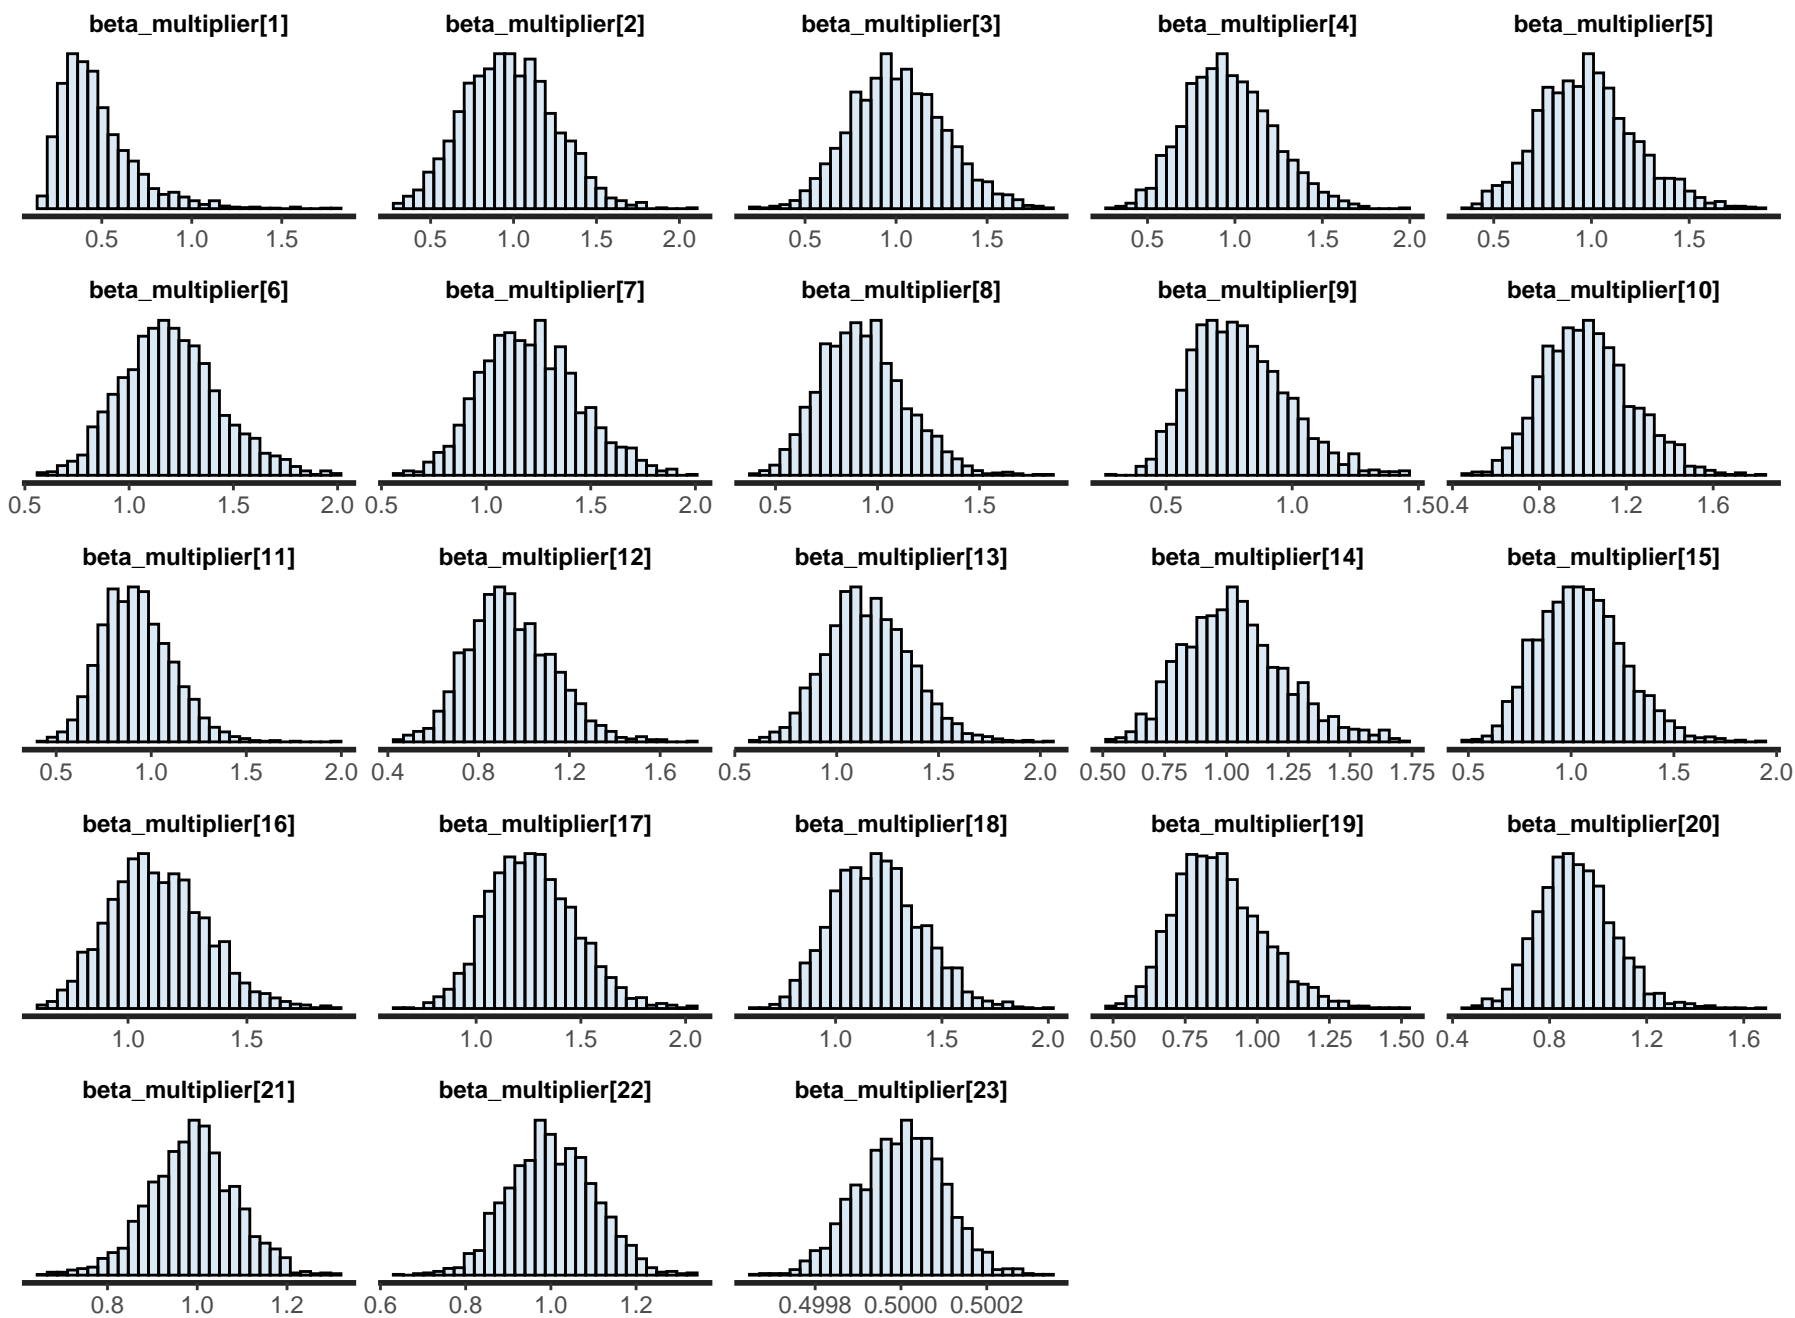 beta_multiplier[1] beta_multiplier[2] beta_multiplier[3] beta_multiplier[4] beta_multiplier[5]
0.5 1.0 1.5 0.5 1.0 1.5 2.0 0.5 1.0 1.5 0.5 1.0 1.5 2.0 0.5 1.0 1.5
beta_multiplier[6] beta_multiplier[7] beta_multiplier[8] beta_multiplier[9] beta_multiplier[10]
0.5 1.0 1.5 2.0 0.5 1.0 1.5 2.0 0.5 1.0 1.5 0.5 1.0 1.5 0.4 0.8 1.2 1.6
beta_multiplier[11] beta_multiplier[12] beta_multiplier[13] beta_multiplier[14] beta_multiplier[15]
0.5 1.0 1.5 2.0 0.4 0.8 1.2 1.6 0.5 1.0 1.5 2.0 0.50 0.75 1.00 1.25 1.50 1.75 0.5 1.0 1.5 2.0
beta_multiplier[16] beta_multiplier[17] beta_multiplier[18] beta_multiplier[19] beta_multiplier[20]
1.0 1.5 1.0 1.5 2.0 1.0 1.5 2.0 0.50 0.75 1.00 1.25 1.50 0.4 0.8 1.2 1.6
beta_multiplier[21] beta_multiplier[22] beta_multiplier[23]
0.8 1.0 1.2 0.6 0.8 1.0 1.2 0.4998 0.5000 0.5002